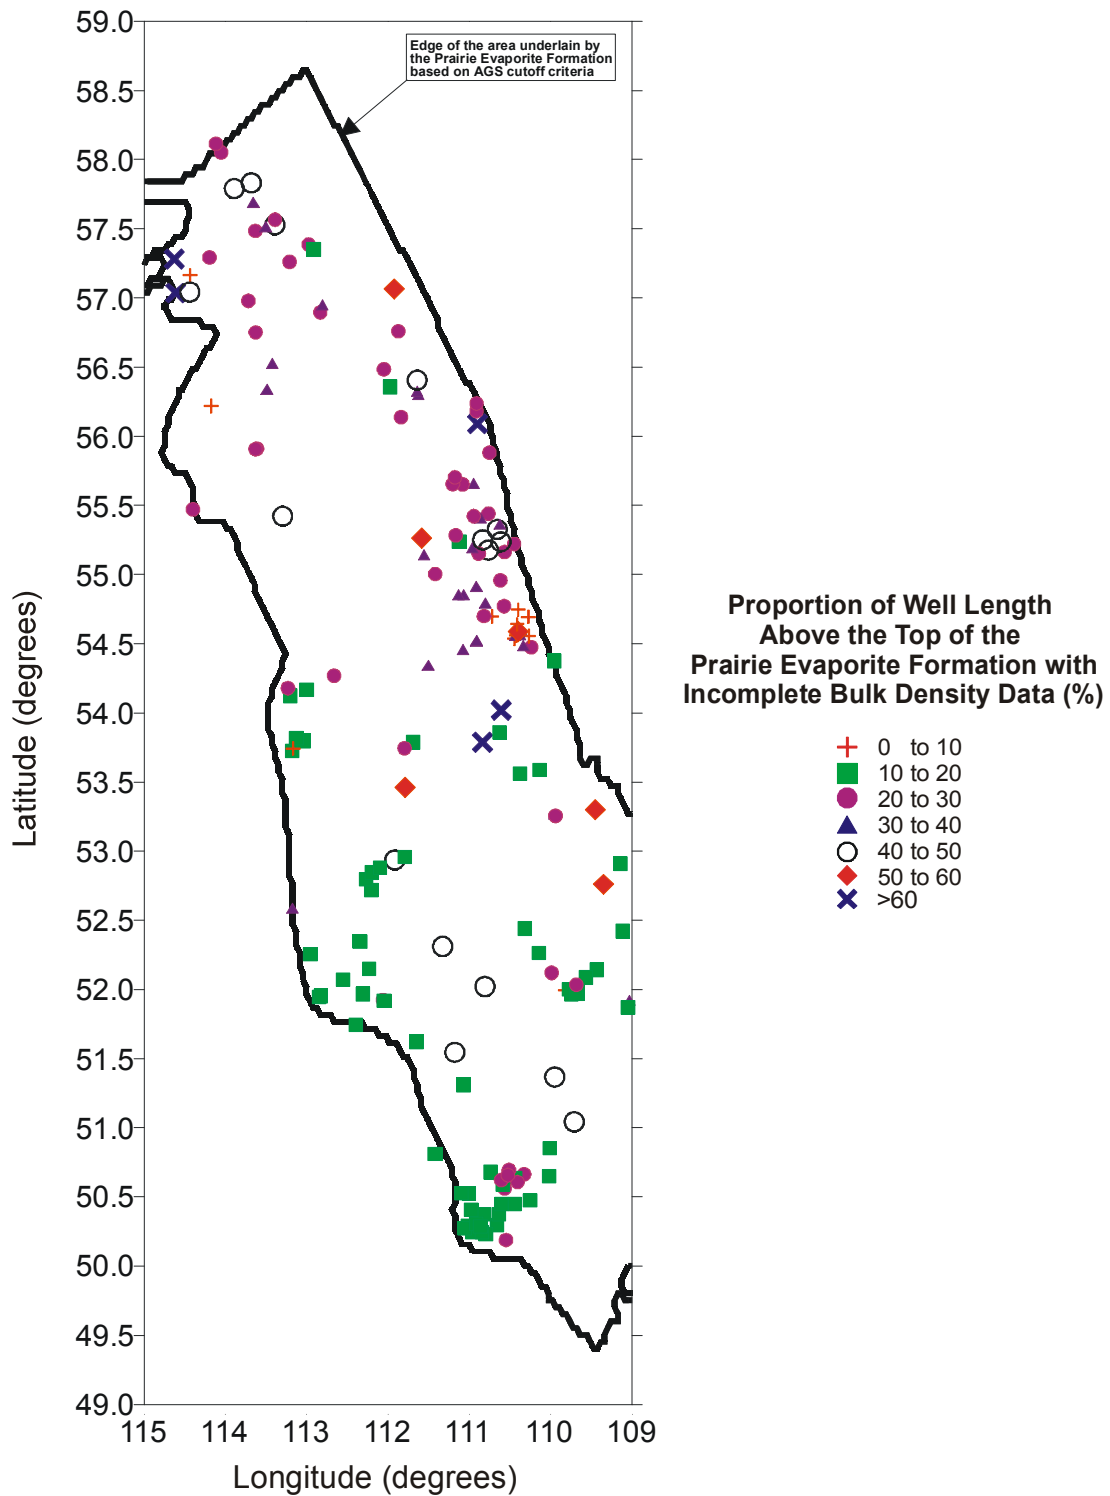 Edge of the area underlain by
the Prairie Evaporite Formation
based on AGS cutoff criteria
59.0
58.5
58.0
57.5
57.0
56.5
56.0
55.5
55.0
54.5
54.0
53.5
53.0
52.5
52.0
51.5
51.0
50.5
50.0
49.5
49.0
Latitude (degrees)
115 114 113 112 111 110 109
Longitude (degrees)
Proportion of Well Length
Above the Top of the
Prairie Evaporite Formation with
Incomplete Bulk Density Data (%)
0 to 10
10 to 20
20 to 30
30 to 40
40 to 50
50 to 60
>60